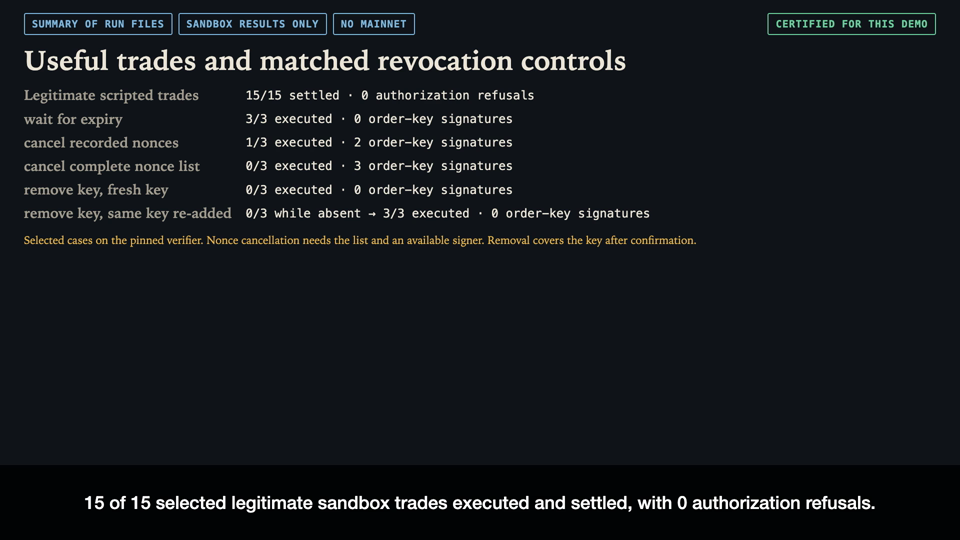 SUMMARY OF RUN FILES SANDBOX RESULTS ONLY NO MAINNET CERTIFIED FOR THIS DEMO
Useful trades and matched revocation controls
Legitimate scripted trades 15/15 settled · 0 authorization refusals
wait for expiry 3/3 executed · 0 order-key signatures
cancel recorded nonces 1/3 executed · 2 order-key signatures
cancel complete nonce list 0/3 executed · 3 order-key signatures
remove key, fresh key 0/3 executed · 0 order-key signatures
remove key, same key re-added 0/3 while absent → 3/3 executed · 0 order-key signatures
Selected cases on the pinned verifier. Nonce cancellation needs the list and an available signer. Removal covers the key after confirmation.
15 of 15 selected legitimate sandbox trades executed and settled, with 0 authorization refusals.